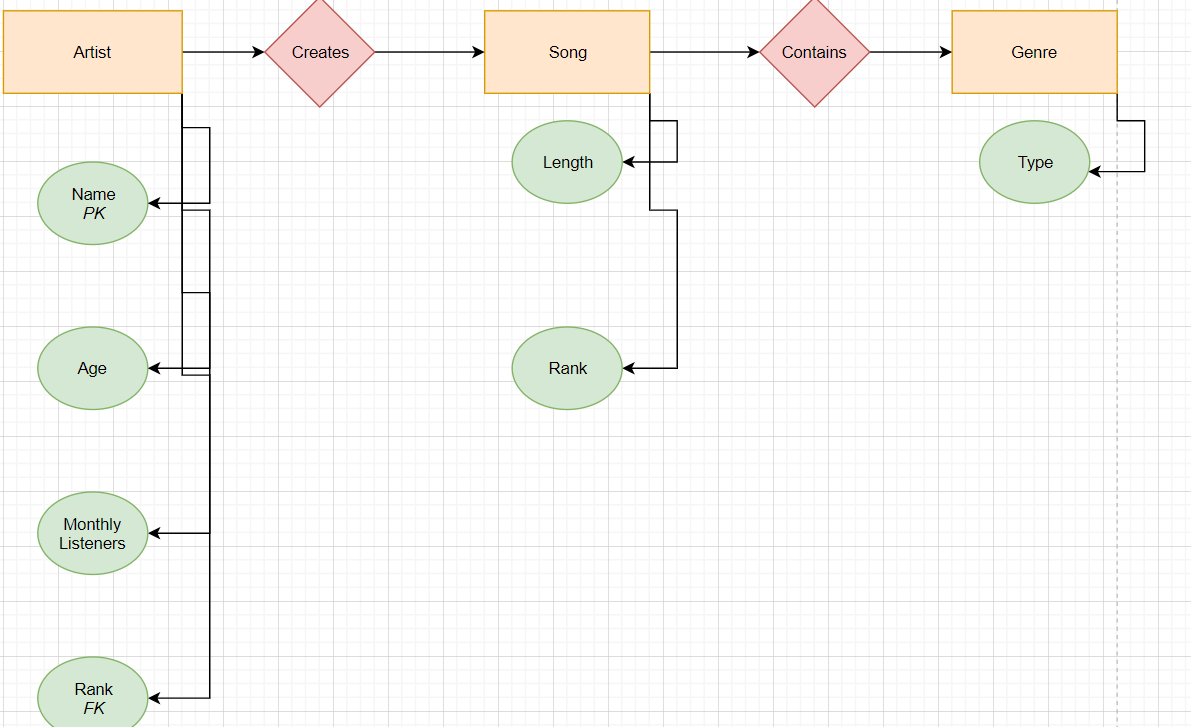 Artist
Creates
Song
Contains
Genre
Length
Type
Name
PK
Age
Rank
Monthly
Listeners
Rank
FK